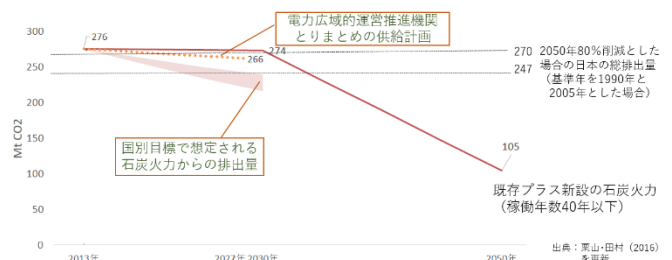 電力広域的運営推進機関
とりまとめの供給計画
300
276
274
270
2050年80%削減とした
場合の日本の総排出量
(基準年を1990年と
2005年とした場合)
266
247
250
200
国別目標で想定される
石炭火力からの排出量
Mt CO2
150
105
100
既存プラス新設の石炭火力
(稼働年数40年以下)
50
0
2013年
2027年
2030年
2050年
出典:栗山・田村(2016)
を更新